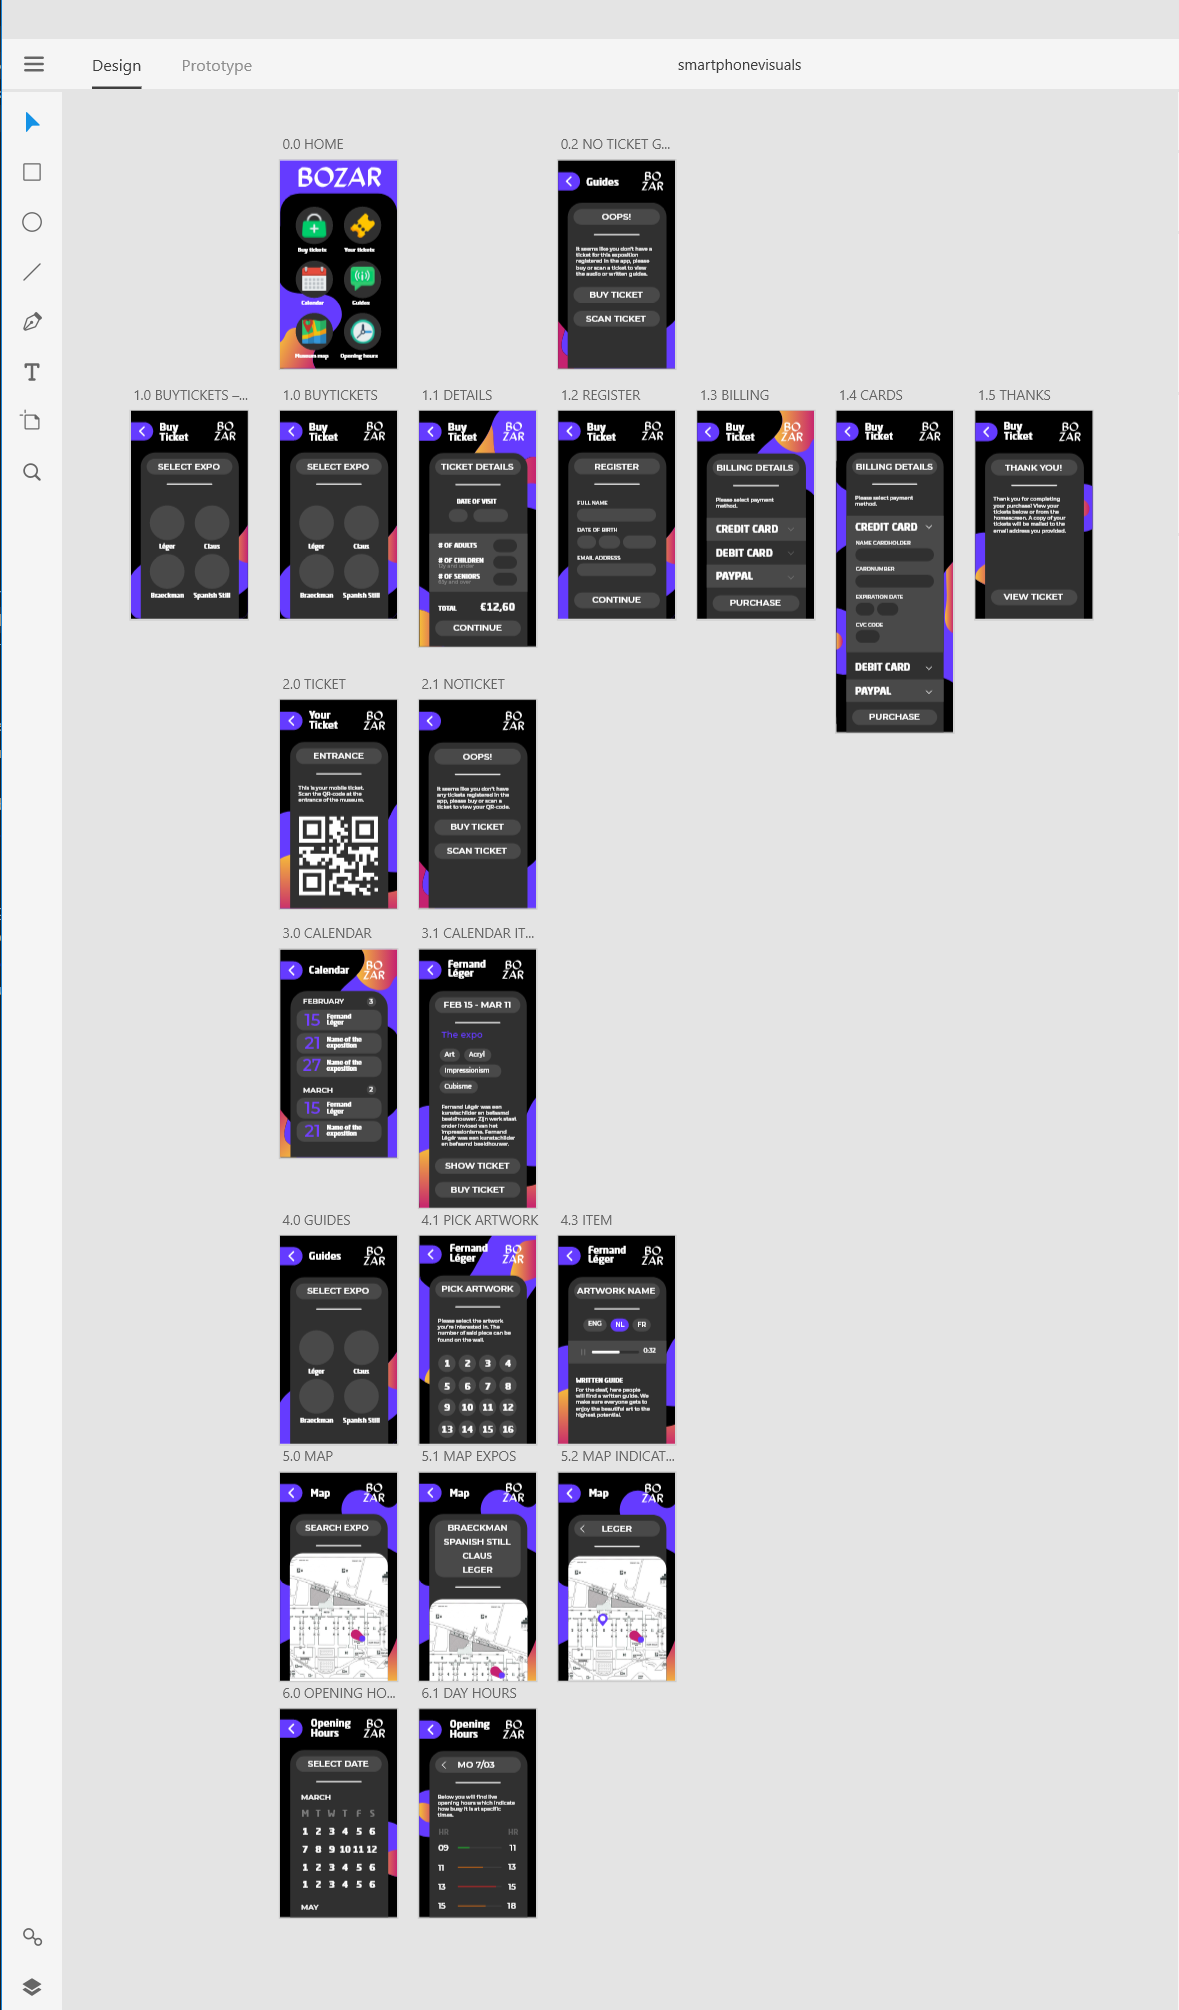 Design
Prototype
smartphonevisuals
0.0 HOME
0.2 NO TICKET G...
BOZAR
Buy tickets
Your tickets
Calendar
Guides
Museum map
Opening hours
Guides
BO
ZAR
OOPS!
It seems like you don't have a
ticket for this exposition
registered in the app, please
buy or scan a ticket to view
the audio or written guides.
BUY TICKET
SCAN TICKET
1.0 BUYTICKETS –...
1.0 BUYTICKETS
1.1 DETAILS
1.2 REGISTER
1.3 BILLING
1.4 CARDS
1.5 THANKS
Buy
Ticket
BO
ZAR
SELECT EXPO
Léger
Claus
Braeckman
Spanish Still
Buy
Ticket
BO
ZAR
SELECT EXPO
Léger
Claus
Braeckman
Spanish Still
Buy
Ticket
BO
ZAR
TICKET DETAILS
DATE OF VISIT
# OF ADULTS
# OF CHILDREN
# OF SENIORS
TOTAL
€12,60
CONTINUE
Buy
Ticket
BO
ZAR
REGISTER
FULL NAME
DATE OF BIRTH
EMAIL ADDRESS
CONTINUE
Buy
Ticket
BO
ZAR
BILLING DETAILS
Please select payment
method.
CREDIT CARD
DEBIT CARD
PAYPAL
PURCHASE
Buy
Ticket
BO
ZAR
BILLING DETAILS
Please select payment
method.
CREDIT CARD
NAME CARDHOLDER
CARDNUMBER
EXPIRATION DATE
CVC CODE
DEBIT CARD
PAYPAL
PURCHASE
Buy
Ticket
BO
ZAR
THANK YOU!
Thank you for completing
your purchase! View your
tickets below or from the
homescreen. A copy of your
tickets will be mailed to the
email address you provided.
VIEW TICKET
2.0 TICKET
2.1 NOTICKET
Your
Ticket
BO
ZAR
ENTRANCE
This is your mobile ticket.
Scan the QR-code at the
entrance of the museum.
BO
ZAR
OOPS!
It seems like you don't have
any tickets registered in the
app, please buy or scan a
ticket to view your QR-code.
BUY TICKET
SCAN TICKET
3.0 CALENDAR
3.1 CALENDAR IT...
Calendar
BO
ZAR
FEBRUARY
3
15
Fernand
Léger
21
Name of the
exposition
27
Name of the
exposition
MARCH
2
15
Fernand
Léger
21
Name of the
exposition
Fernand
Léger
BO
ZAR
FEB 15 - MAR 11
The expo
Art
Acryl
Impressionism
Cubisme
Fernand Légér was een
kunstschilder en befaamd
beeldhouwer. Zijn werk staat
onder invloed van het
impressionisme. Fernand
Légér was een kunstschilder
en befaamd beeldhouwer.
SHOW TICKET
BUY TICKET
4.0 GUIDES
4.1 PICK ARTWORK
4.3 ITEM
Guides
BO
ZAR
SELECT EXPO
Léger
Claus
Braeckman
Spanish Still
Fernand
Léger
BO
ZAR
PICK ARTWORK
Please select the artwork
you're interested in. The
number of said piece can be
found on the wall.
1 2 3 4
5 6 7 8
9 10 11 12
13 14 15 16
Fernand
Léger
BO
ZAR
ARTWORK NAME
ENG
NL
FR
0:32
WRITTEN GUIDE
For the deaf, here people
will find a written guide. We
make sure everyone gets to
enjoy the beautiful art to the
highest potential.
5.0 MAP
5.1 MAP EXPOS
5.2 MAP INDICAT...
Map
BO
ZAR
SEARCH EXPO
Map
BO
ZAR
BRAECKMAN
SPANISH STILL
CLAUS
LEGER
Map
BO
ZAR
LEGER
6.0 OPENING HO...
6.1 DAY HOURS
Opening
Hours
BO
ZAR
SELECT DATE
MARCH
M T W T F S
1 2 3 4 5 6
7 8 9 10 11 12
1 2 3 4 5 6
1 2 3 4 5 6
MAY
Opening
Hours
BO
ZAR
MO 7/03
Below you will find live
opening hours which indicate
how busy it is at specific
times.
HR
HR
09
11
11
13
13
15
15
18